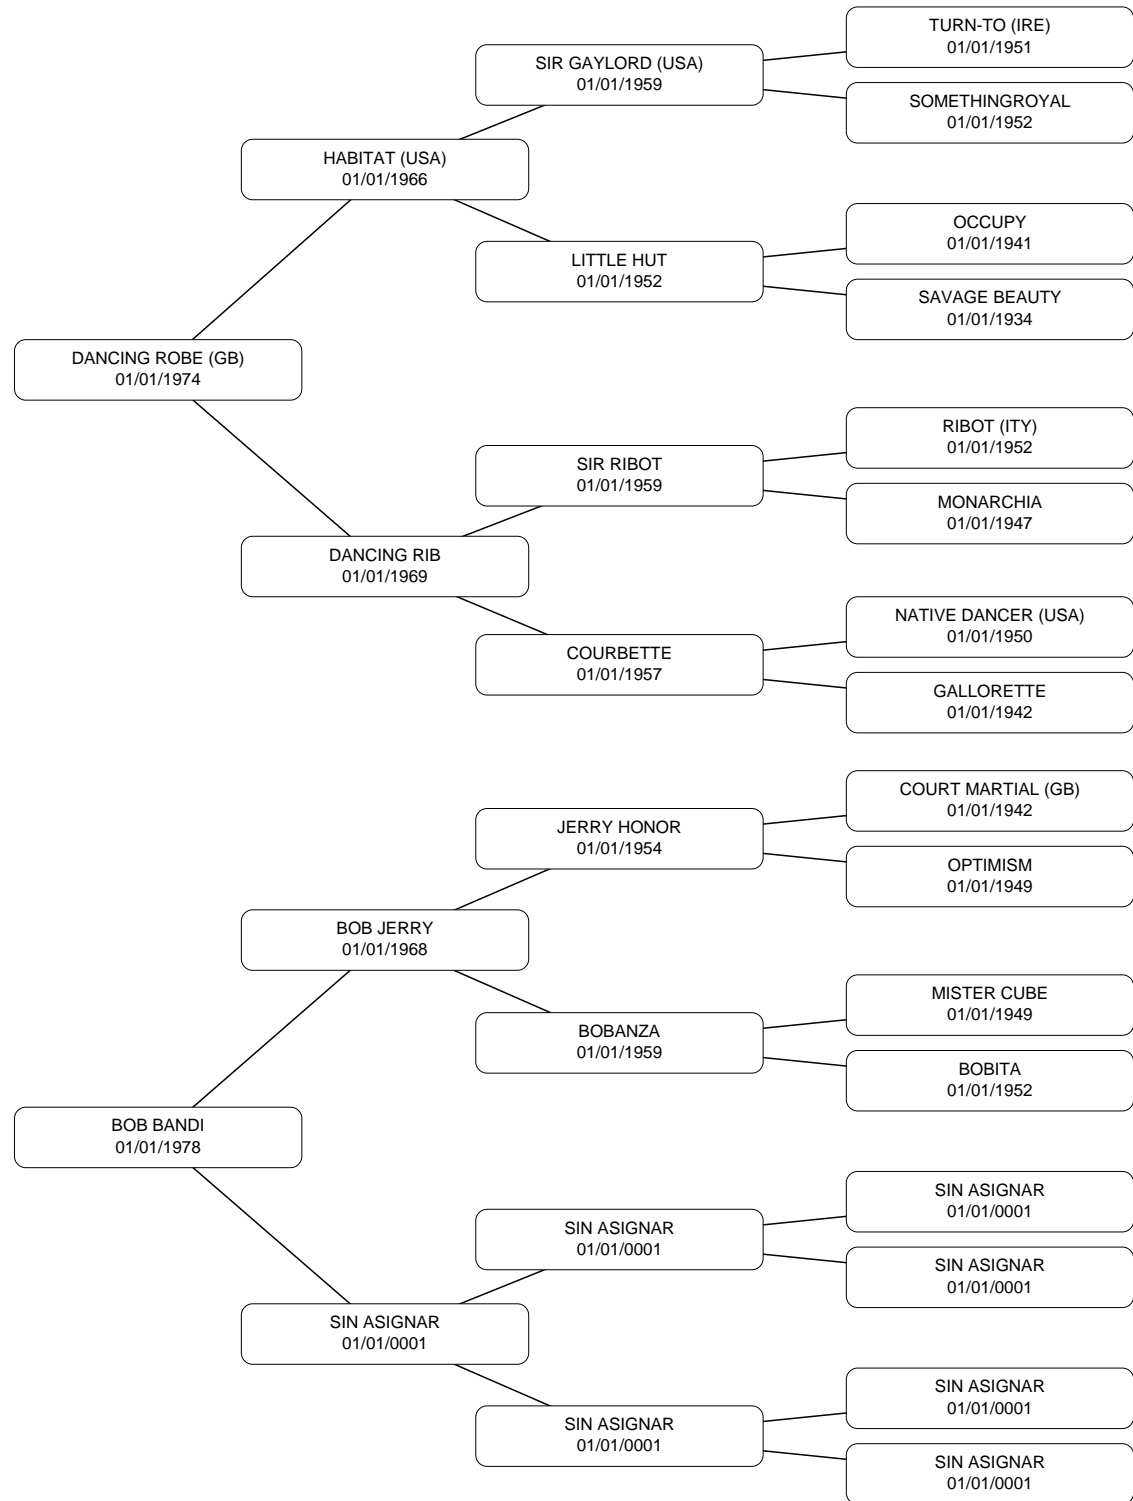 TURN-TO (IRE)
01/01/1951
SIR GAYLORD (USA)
01/01/1959
SOMETHINGROYAL
01/01/1952
HABITAT (USA)
01/01/1966
OCCUPY
01/01/1941
LITTLE HUT
01/01/1952
SAVAGE BEAUTY
01/01/1934
DANCING ROBE (GB)
01/01/1974
RIBOT (ITY)
01/01/1952
SIR RIBOT
01/01/1959
MONARCHIA
01/01/1947
DANCING RIB
01/01/1969
NATIVE DANCER (USA)
01/01/1950
COURBETTE
01/01/1957
GALLORETTE
01/01/1942
COURT MARTIAL (GB)
01/01/1942
JERRY HONOR
01/01/1954
OPTIMISM
01/01/1949
BOB JERRY
01/01/1968
MISTER CUBE
01/01/1949
BOBANZA
01/01/1959
BOBITA
01/01/1952
BOB BANDI
01/01/1978
SIN ASIGNAR
01/01/0001
SIN ASIGNAR
01/01/0001
SIN ASIGNAR
01/01/0001
SIN ASIGNAR
01/01/0001
SIN ASIGNAR
01/01/0001
SIN ASIGNAR
01/01/0001
SIN ASIGNAR
01/01/0001